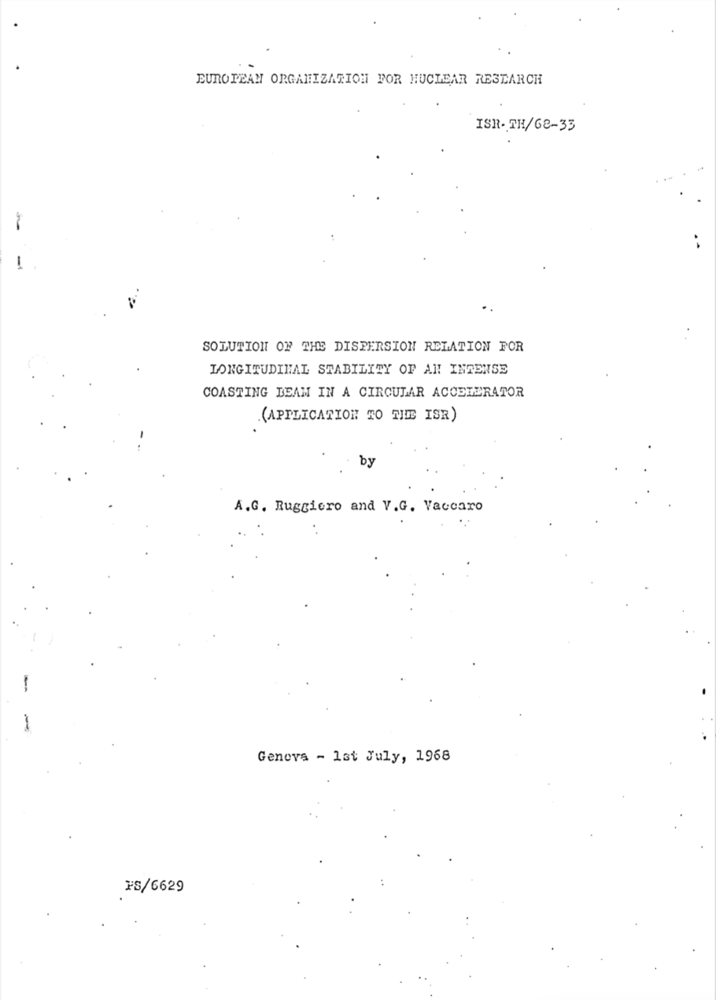 EUROPEAN ORGANIZATION FOR NUCLEAR RESEARCH
ISR-TH/68-33
SOLUTION OF THE DISPERSION RELATION FOR
LONGITUDINAL STABILITY OF AN INTENSE
COASTING BEAM IN A CIRCULAR ACCELERATOR
(APPLICATION TO THE ISR)
by
A.G. Ruggiero and V.G. Vaccaro
Geneva - 1st July, 1968
PS/6629